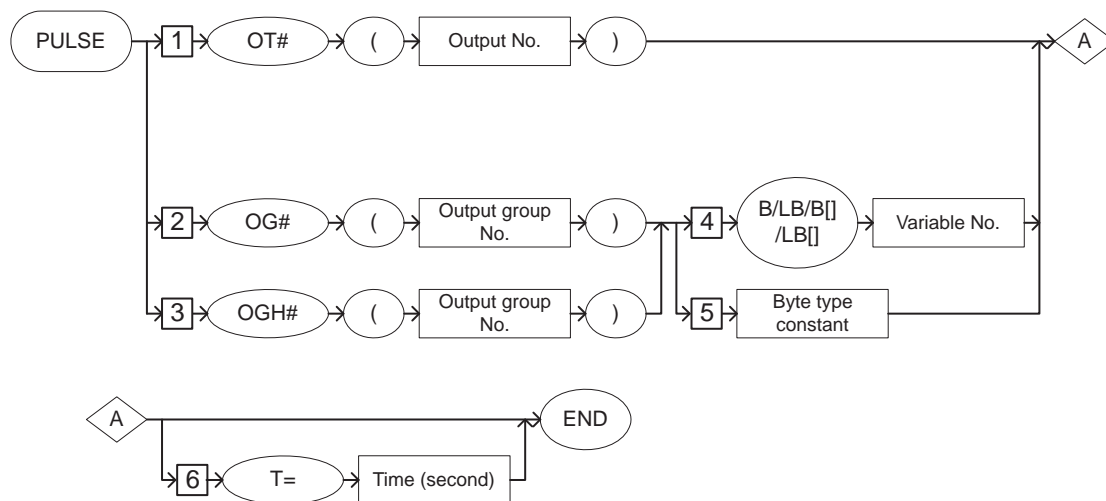 PULSE
1
OT#
(
Output No.
)
A
2
OG#
(
Output group
No.
)
4
B/LB/B[]
/LB[]
Variable No.
3
OGH#
(
Output group
No.
)
5
Byte type
constant
A
END
6
T=
Time (second)